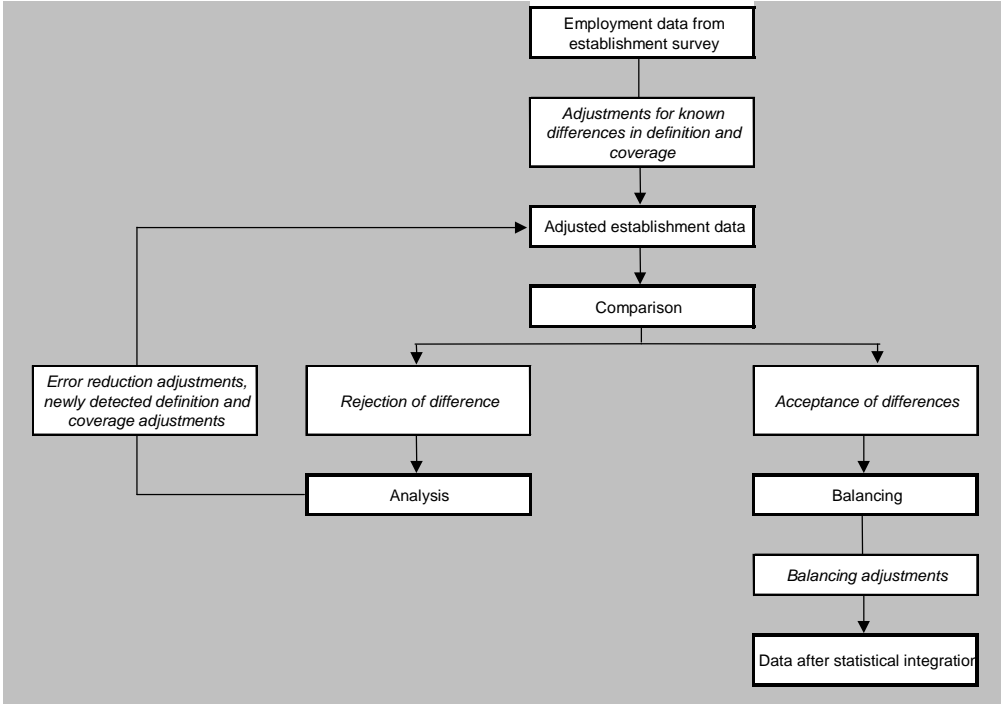 Employment data from
establishment survey
Adjustments for known
differences in definition and
coverage
Adjusted establishment data
Comparison
Error reduction adjustments,
newly detected definition and
coverage adjustments
Rejection of difference
Acceptance of differences
Analysis
Balancing
Balancing adjustments
Data after statistical integration